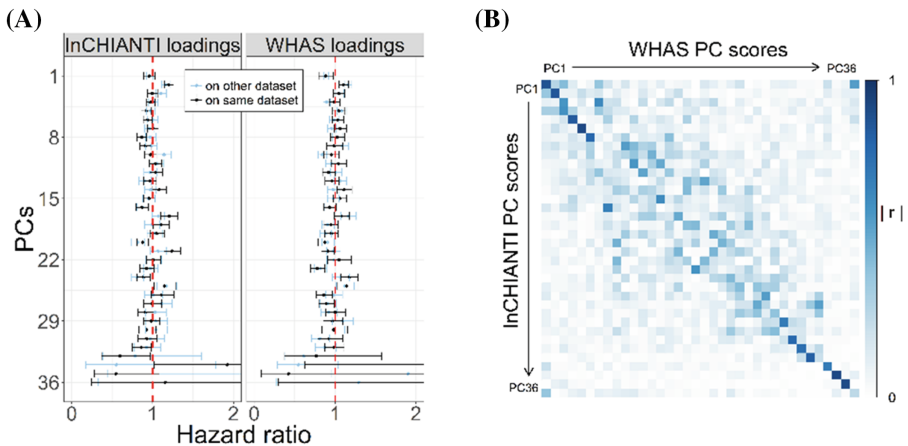 (A)
InCHIANTI loadings
WHAS loadings
on other dataset
on same dataset
PCs
1
8
15
22
29
36
0
1
2
0
1
2
Hazard ratio
(B)
WHAS PC scores
PC1
PC36
PC1
InCHIANTI PC scores
PC36
1
| r |
0